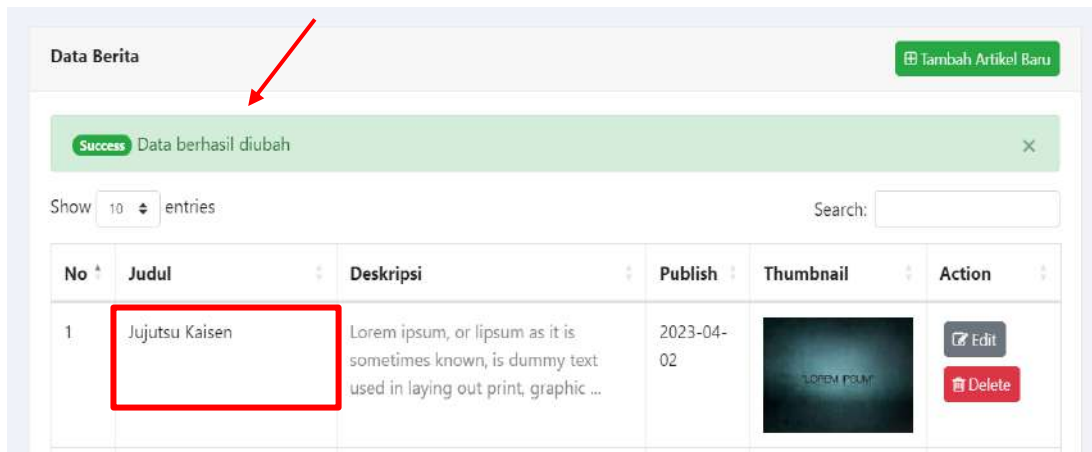 Data Berita
Tambah Artikel Baru
Success Data berhasil diubah ×
Show 10 entries
Search:
No Judul Deskripsi Publish Thumbnail Action
1 Jujutsu Kaisen Lorem ipsum, or lipsum as it is 2023-04- Edit
sometimes known, is dummy text 02
used in laying out print, graphic ... "LOREM IPSUM" Delete